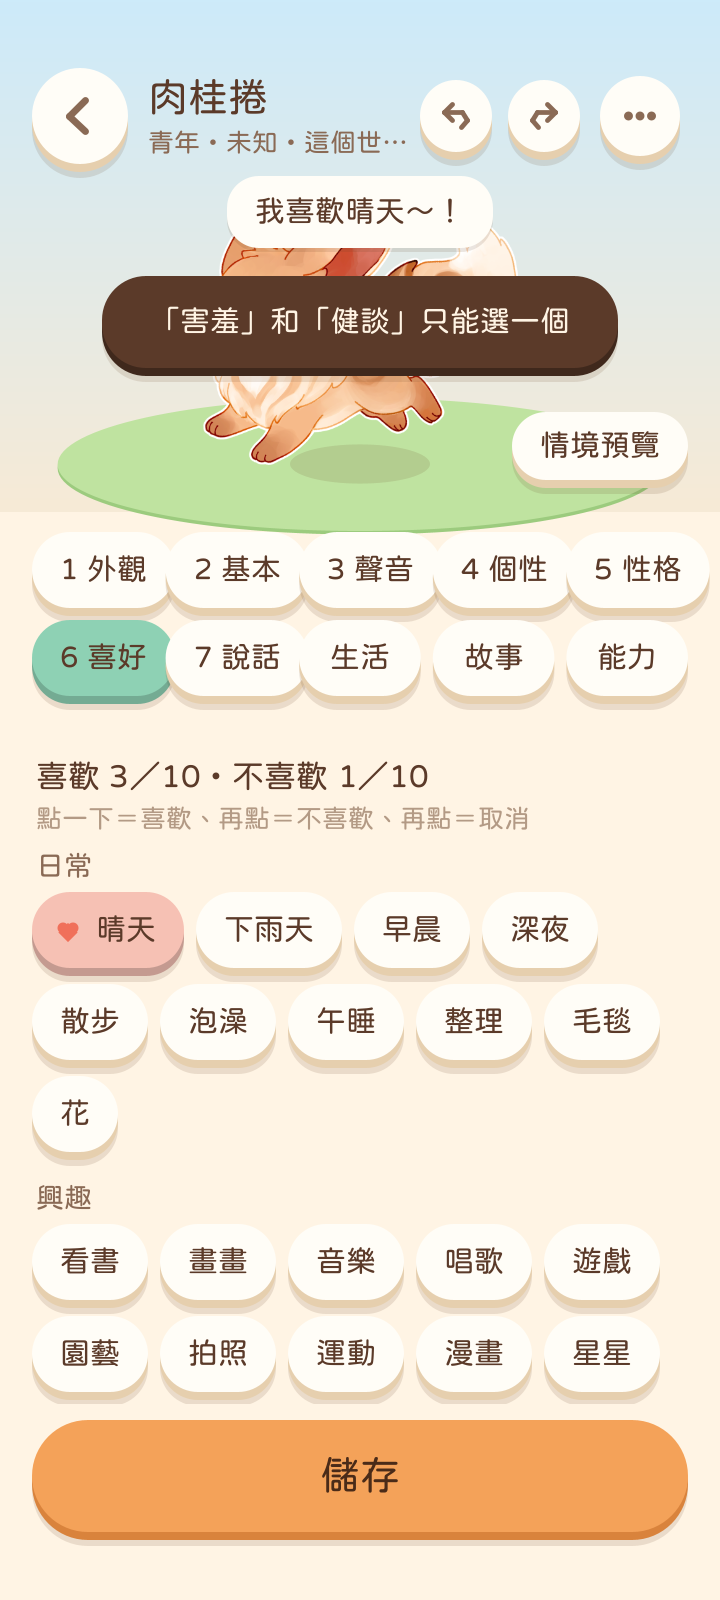 肉桂捲
青年・未知・這個世…
我喜歡晴天～！
「害羞」和「健談」只能選一個
情境預覽
1 外觀
2 基本
3 聲音
4 個性
5 性格
6 喜好
7 說話
生活
故事
能力
喜歡 3／10・不喜歡 1／10
點一下＝喜歡、再點＝不喜歡、再點＝取消
日常
晴天
下雨天
早晨
深夜
散步
泡澡
午睡
整理
毛毯
花
興趣
看書
畫畫
音樂
唱歌
遊戲
園藝
拍照
運動
漫畫
星星
儲存